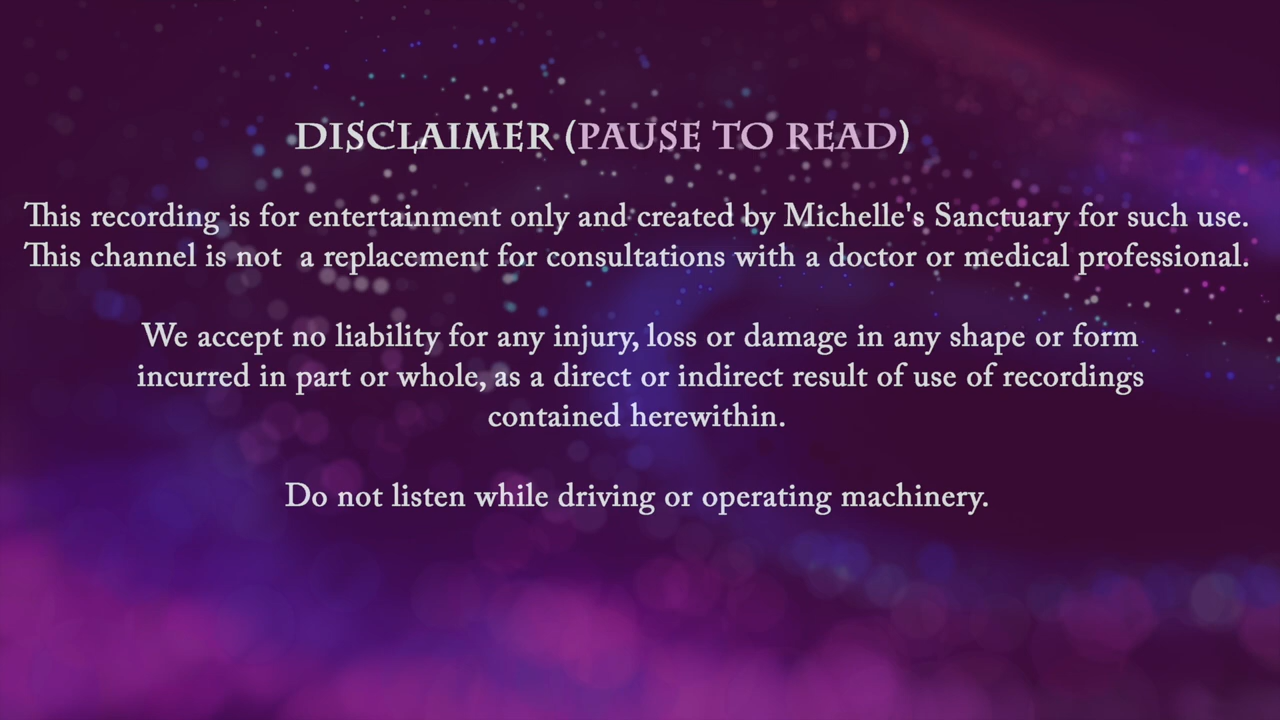 DISCLAIMER (PAUSE TO READ)
This recording is for entertainment only and created by Michelle's Sanctuary for such use.
This channel is not  a replacement for consultations with a doctor or medical professional.
We accept no liability for any injury, loss or damage in any shape or form
incurred in part or whole, as a direct or indirect result of use of recordings
contained herewithin.
Do not listen while driving or operating machinery.